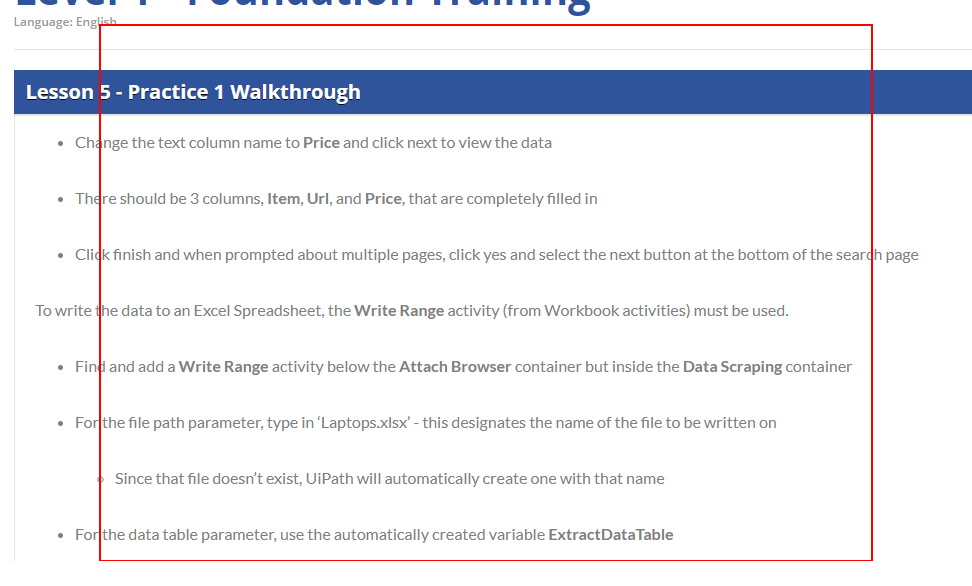 Level 1 - Foundation Training
Language: English
Lesson 5 - Practice 1 Walkthrough
• Change the text column name to Price and click next to view the data
• There should be 3 columns, Item, Url, and Price, that are completely filled in
• Click finish and when prompted about multiple pages, click yes and select the next button at the bottom of the search page
To write the data to an Excel Spreadsheet, the Write Range activity (from Workbook activities) must be used.
• Find and add a Write Range activity below the Attach Browser container but inside the Data Scraping container
• For the file path parameter, type in ‘Laptops.xlsx’ - this designates the name of the file to be written on
◦ Since that file doesn’t exist, UiPath will automatically create one with that name
• For the data table parameter, use the automatically created variable ExtractDataTable